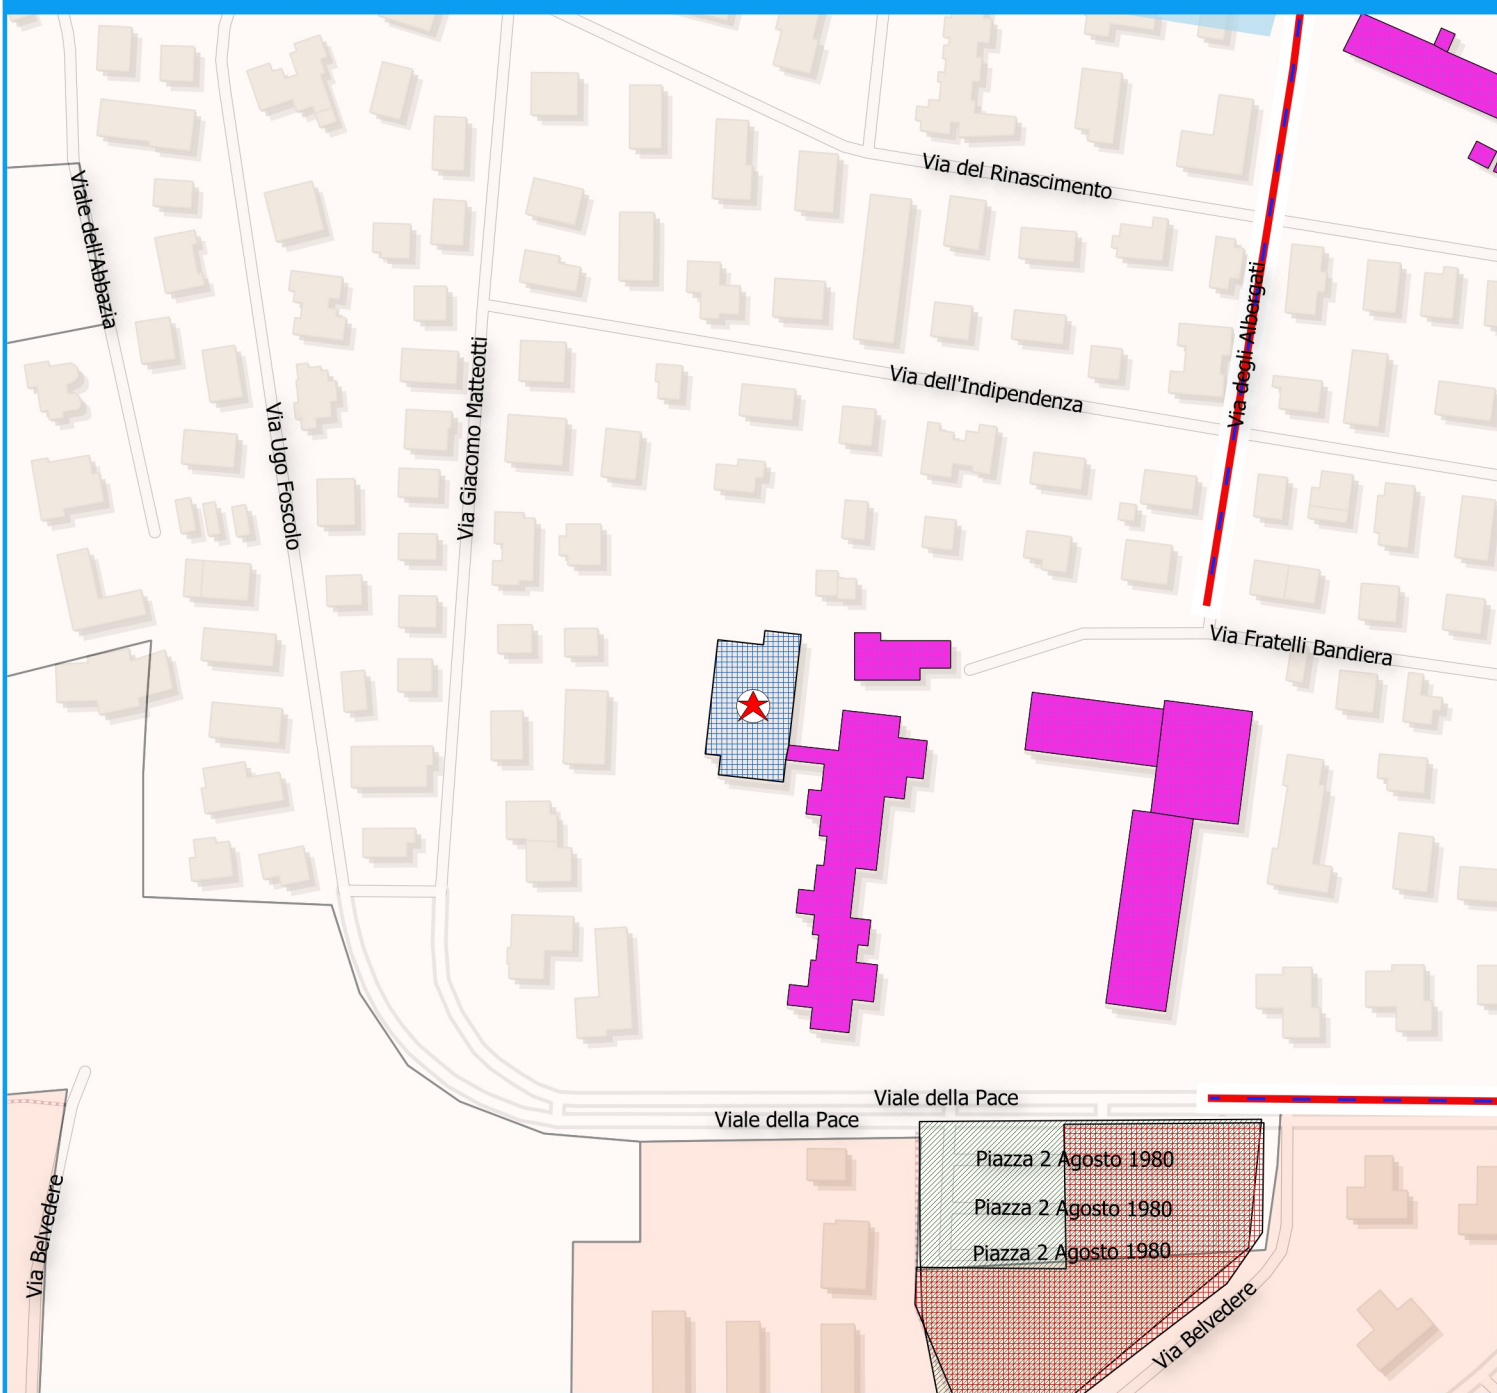 Via del Rinascimento
Viale dell'Abbazia
Via degli Albergati
Via Giacomo Matteotti
Via dell'Indipendenza
Via Ugo Foscolo
Via Fratelli Bandiera
Viale della Pace
Viale della Pace
Piazza 2 Agosto 1980
Piazza 2 Agosto 1980
Piazza 2 Agosto 1980
Via Belvedere
Via Belvedere